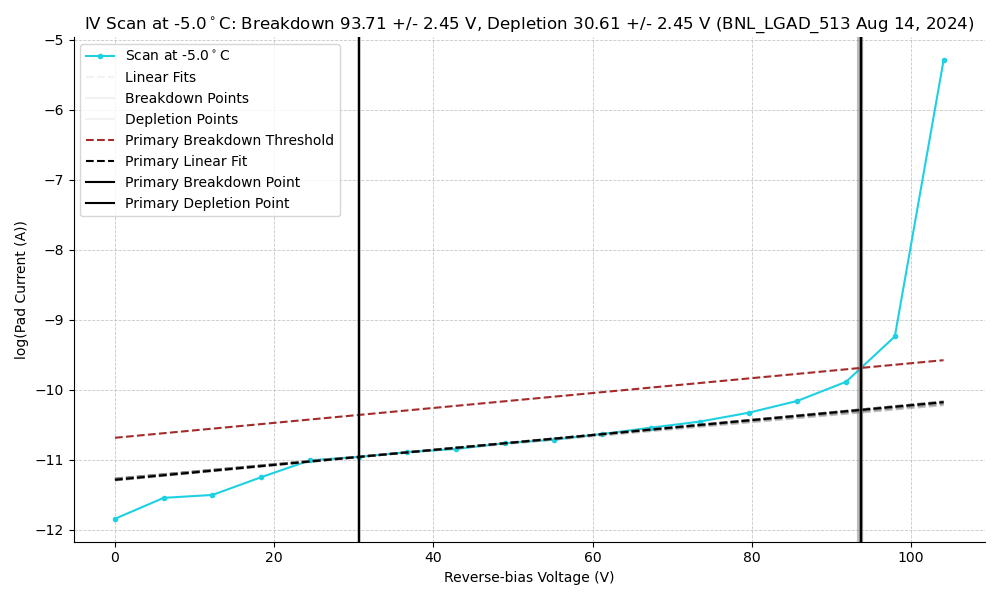 IV Scan at -5.0°C: Breakdown 93.71 +/- 2.45 V, Depletion 30.61 +/- 2.45 V (BNL_LGAD_513 Aug 14, 2024)
Scan at -5.0°C
Linear Fits
Breakdown Points
Depletion Points
Primary Breakdown Threshold
Primary Linear Fit
Primary Breakdown Point
Primary Depletion Point
log(Pad Current (A))
−5
−6
−7
−8
−9
−10
−11
−12
0 20 40 60 80 100
Reverse-bias Voltage (V)